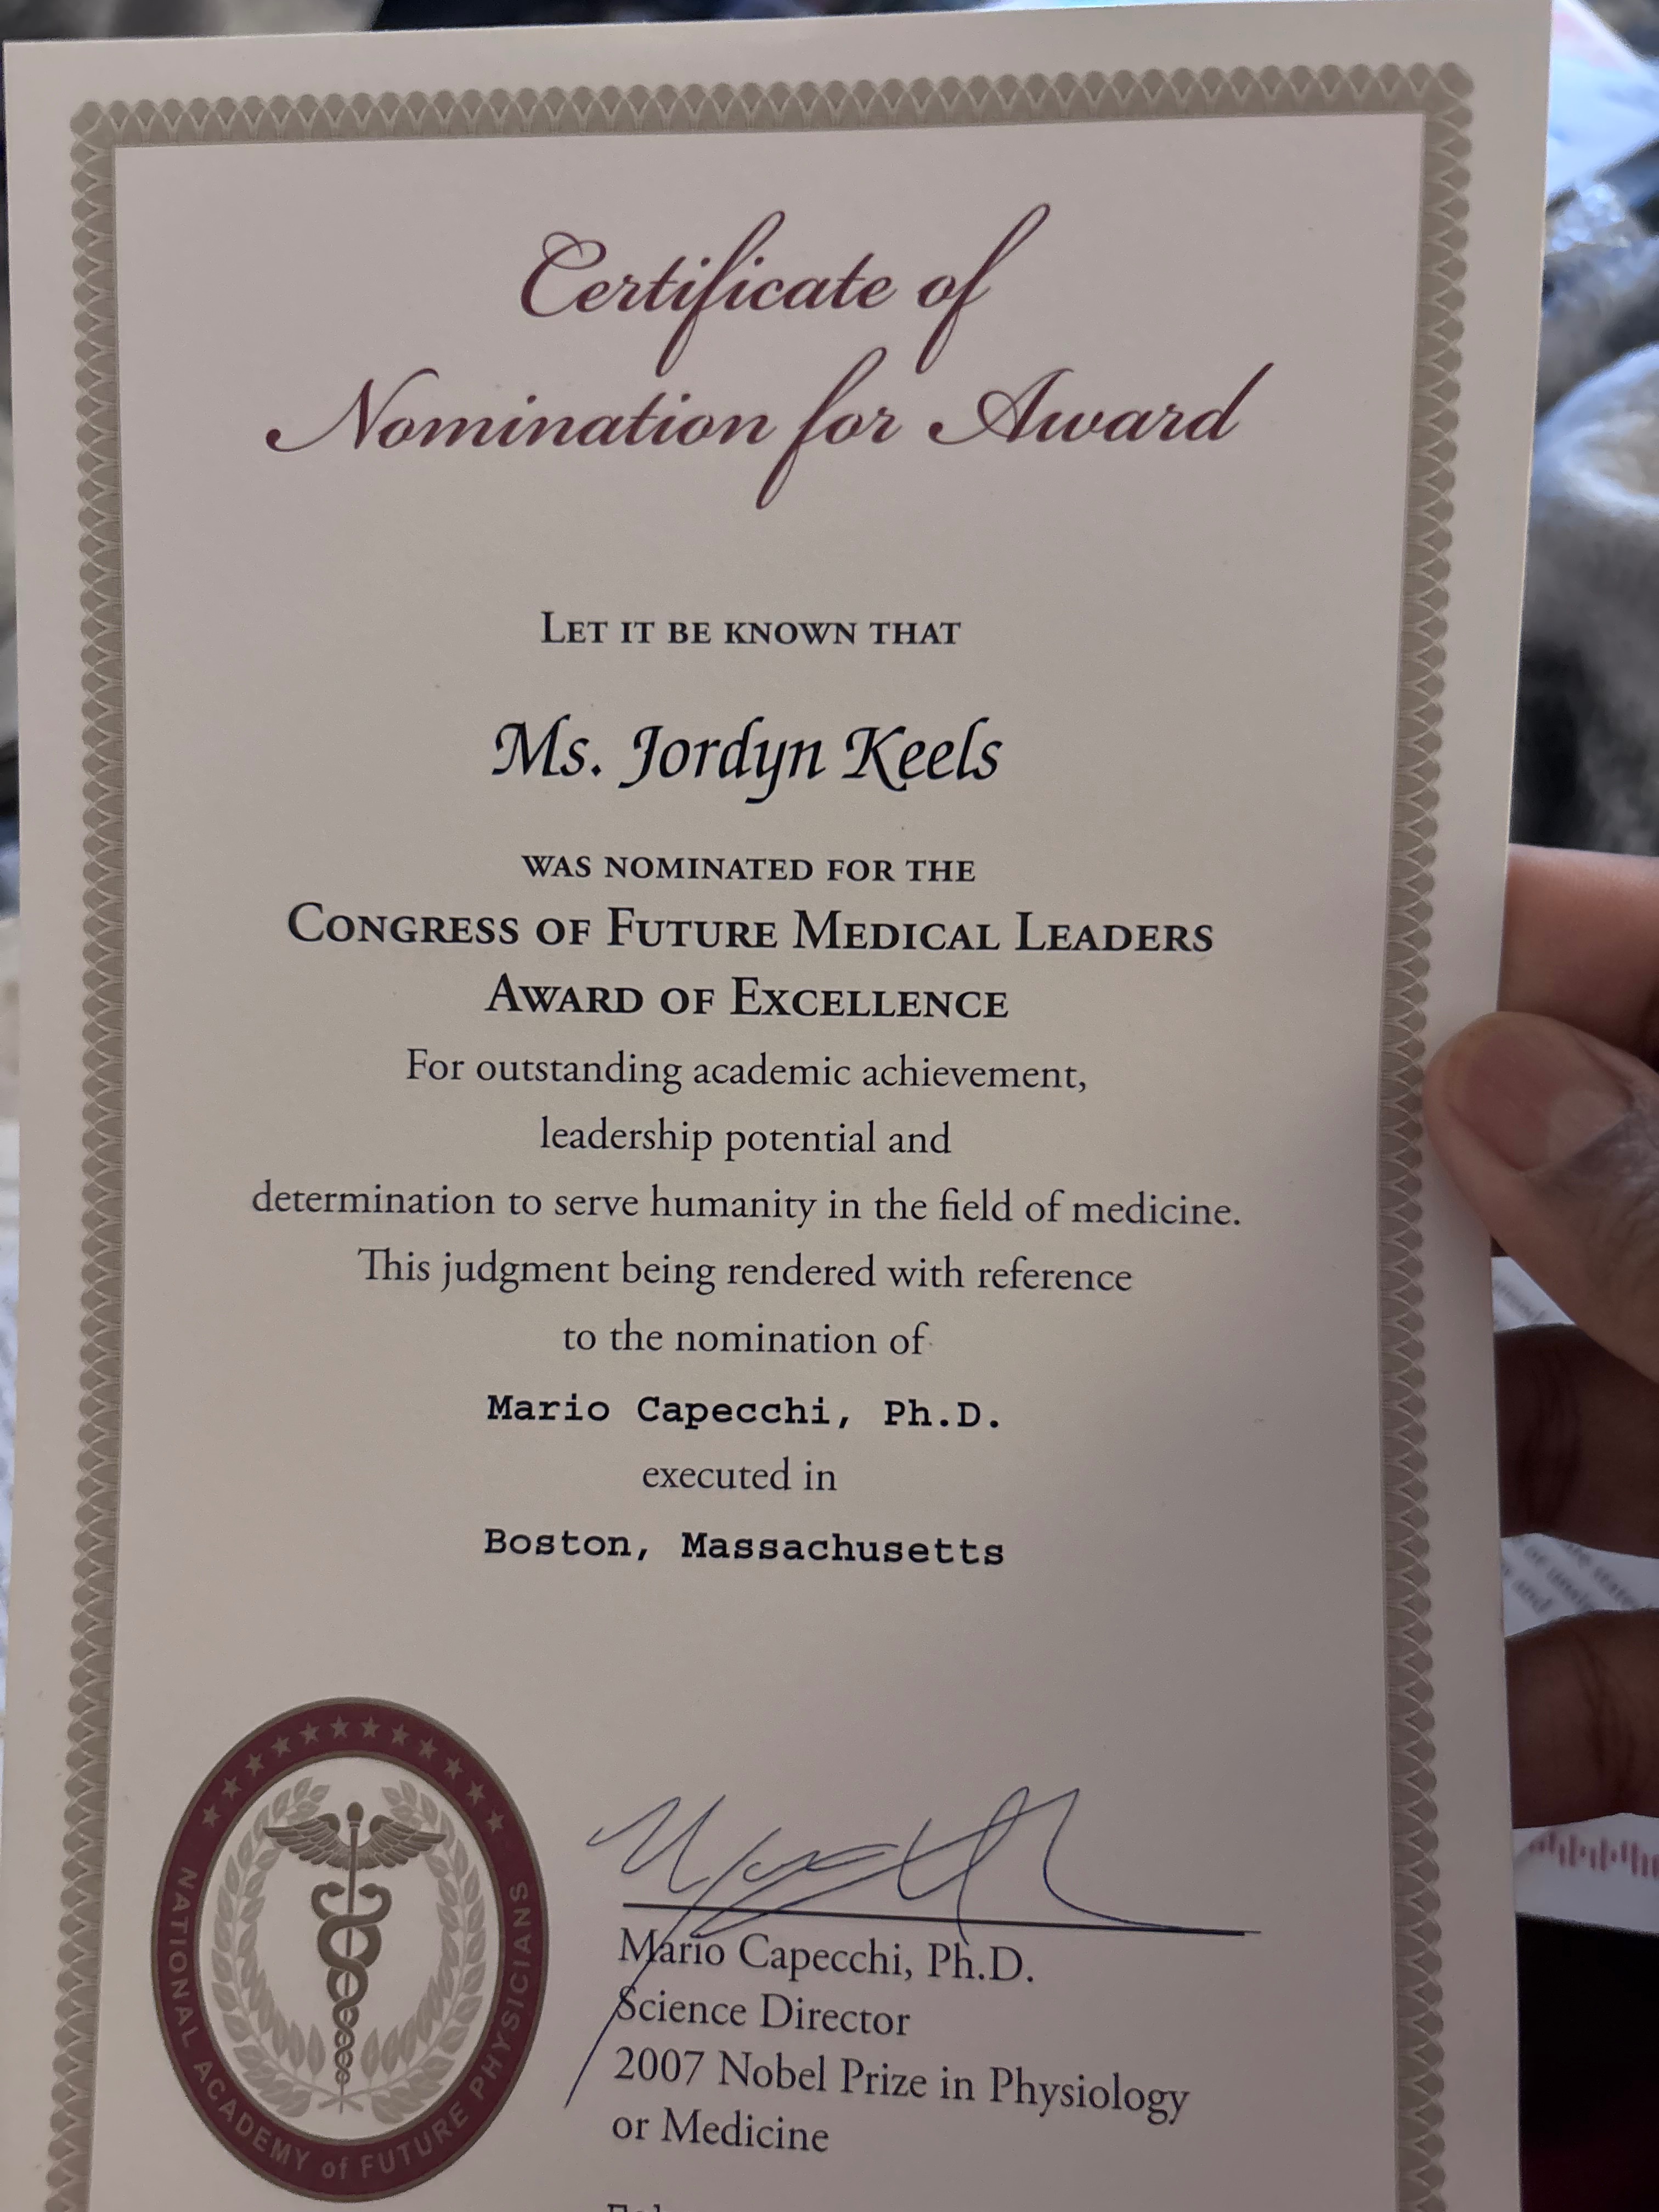 Certificate of
Nomination for Award
LET IT BE KNOWN THAT
Ms. Jordyn Keels
WAS NOMINATED FOR THE
CONGRESS OF FUTURE MEDICAL LEADERS
AWARD OF EXCELLENCE
For outstanding academic achievement,
leadership potential and
determination to serve humanity in the field of medicine.
This judgment being rendered with reference
to the nomination of
Mario Capecchi, Ph.D.
executed in
Boston, Massachusetts
NATIONAL ACADEMY of FUTURE PHYSICIANS
Mario Capecchi, Ph.D.
Science Director
2007 Nobel Prize in Physiology
or Medicine